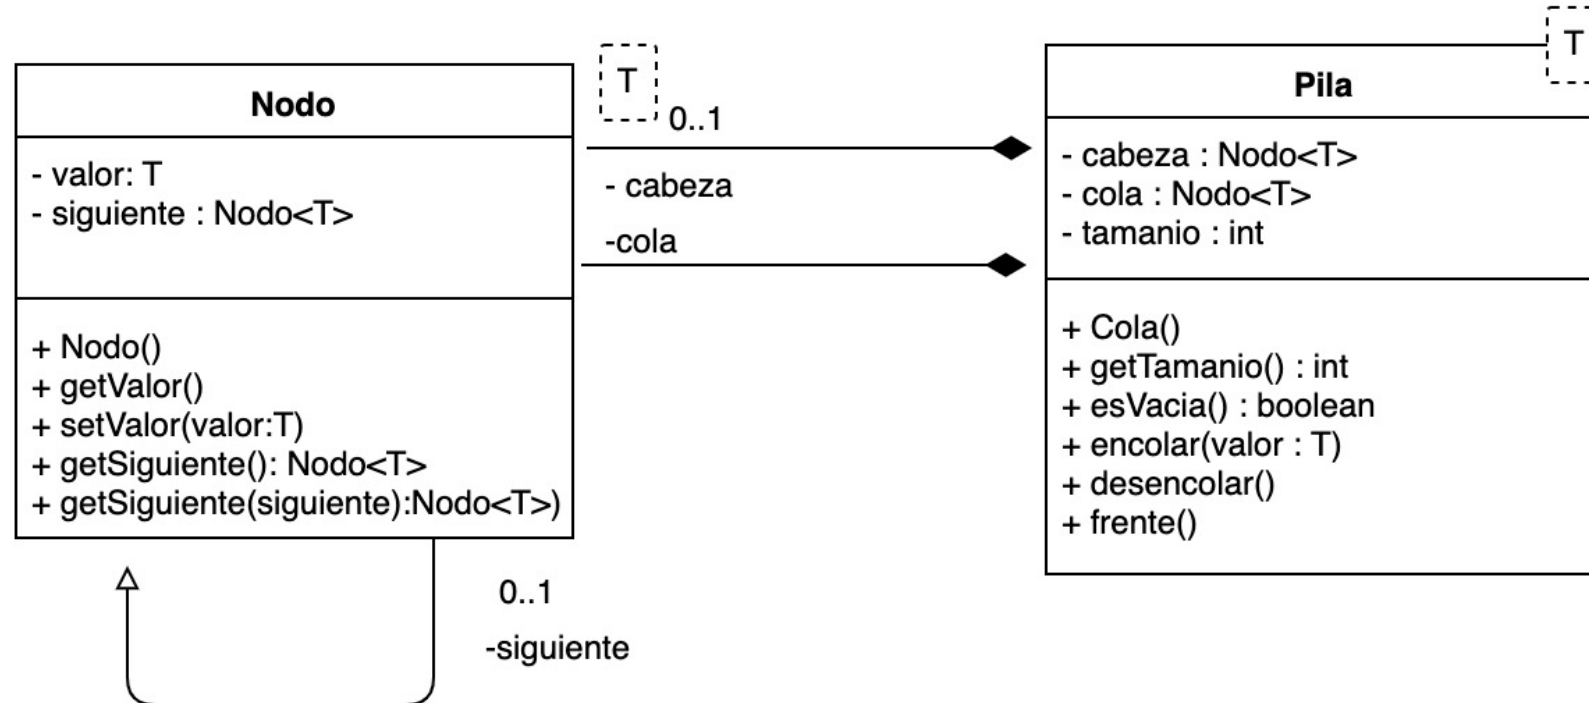 Nodo
- valor: T
- siguiente : Nodo<T>
+ Nodo()
+ getValor()
+ setValor(valor:T)
+ getSiguiente(): Nodo<T>
+ getSiguiente(siguiente):Nodo<T>)
0..1
-siguiente
T
0..1
- cabeza
-cola
T
Pila
- cabeza : Nodo<T>
- cola : Nodo<T>
- tamanio : int
+ Cola()
+ getTamanio() : int
+ esVacia() : boolean
+ encolar(valor : T)
+ desencolar()
+ frente()